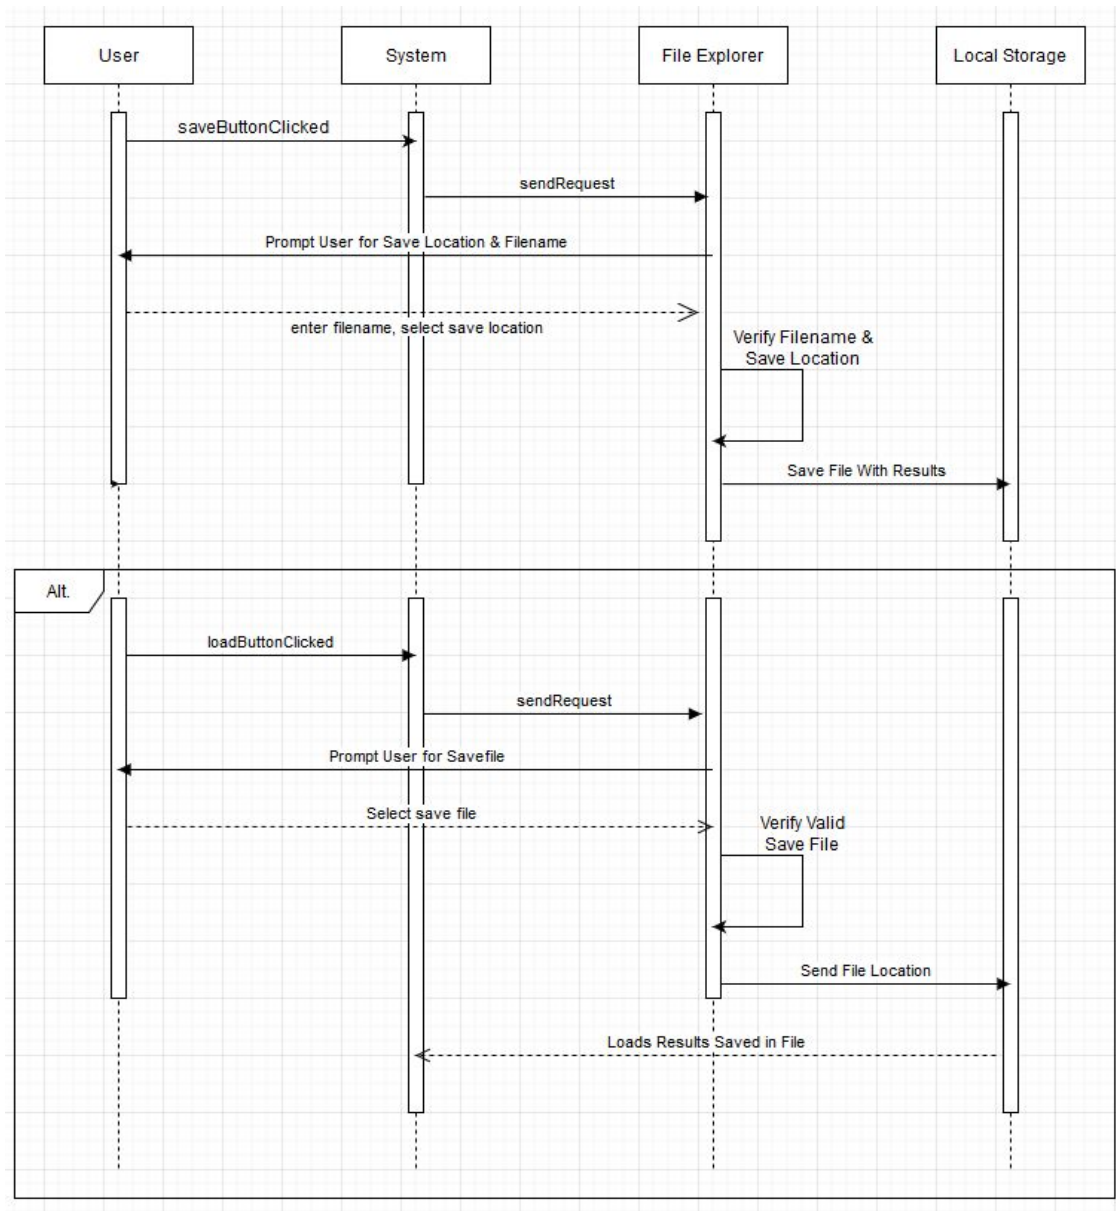 User
System
File Explorer
Local Storage
saveButtonClicked
sendRequest
Prompt User for Save Location & Filename
enter filename, select save location
Verify Filename &
Save Location
Save File With Results
Alt.
loadButtonClicked
sendRequest
Prompt User for Savefile
Select save file
Verify Valid
Save File
Send File Location
Loads Results Saved in File